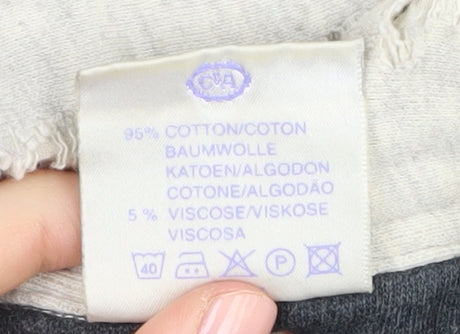 C&A
95% COTTON/COTON
BAUMWOLLE
KATOEN/ALGODON
COTONE/ALGODÃO
5% VISCOSE/VISKOSE
VISCOSA
40 P